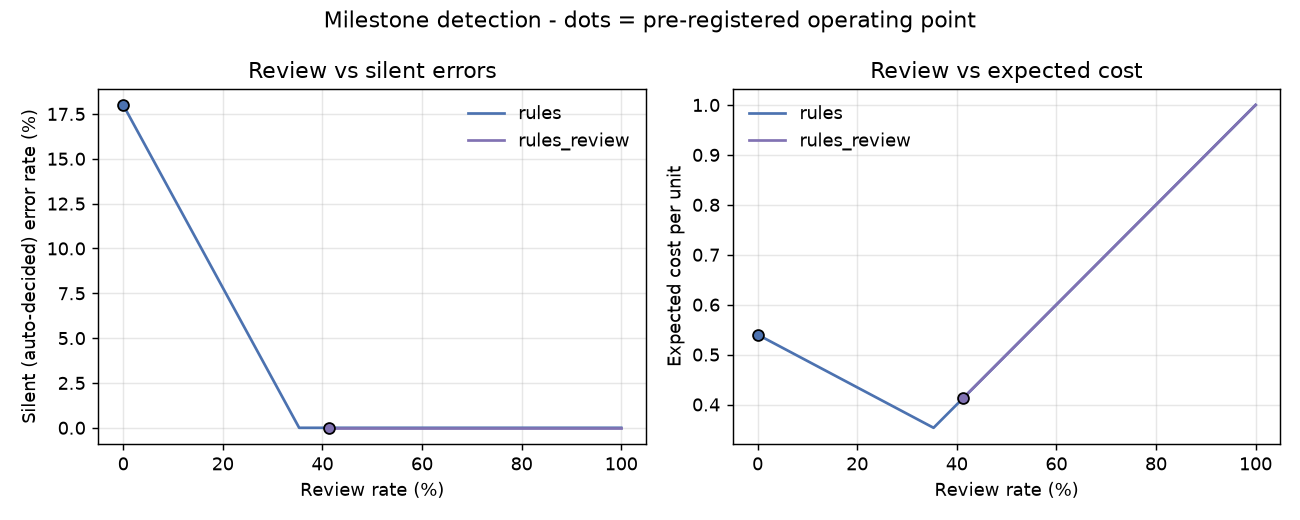 Milestone detection - dots = pre-registered operating point
Review vs silent errors
Silent (auto-decided) error rate (%)
17.5
15.0
12.5
10.0
7.5
5.0
2.5
0.0
rules
rules_review
0 20 40 60 80 100
Review rate (%)
Review vs expected cost
Expected cost per unit
1.0
0.9
0.8
0.7
0.6
0.5
0.4
rules
rules_review
0 20 40 60 80 100
Review rate (%)